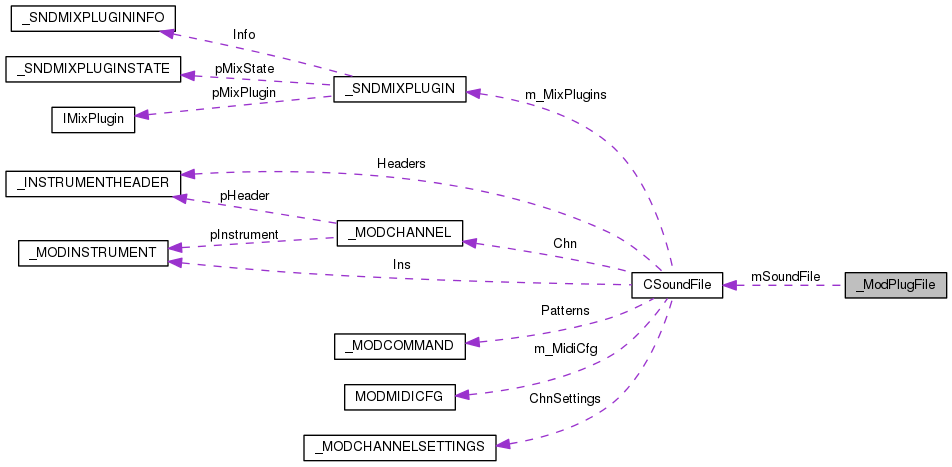 _SNDMIXPLUGININFO
Info
_SNDMIXPLUGINSTATE
pMixState
_SNDMIXPLUGIN
pMixPlugin
m_MixPlugins
IMixPlugin
Headers
_INSTRUMENTHEADER
pHeader
_MODCHANNEL
pInstrument
Chn
_MODINSTRUMENT
Ins
mSoundFile
CSoundFile
_ModPlugFile
Patterns
_MODCOMMAND
m_MidiCfg
MODMIDICFG
ChnSettings
_MODCHANNELSETTINGS